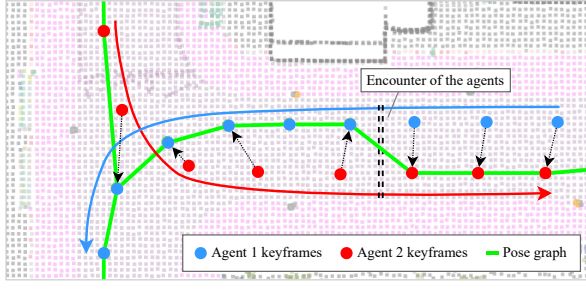 Encounter of the agents
Agent 1 keyframes Agent 2 keyframes Pose graph